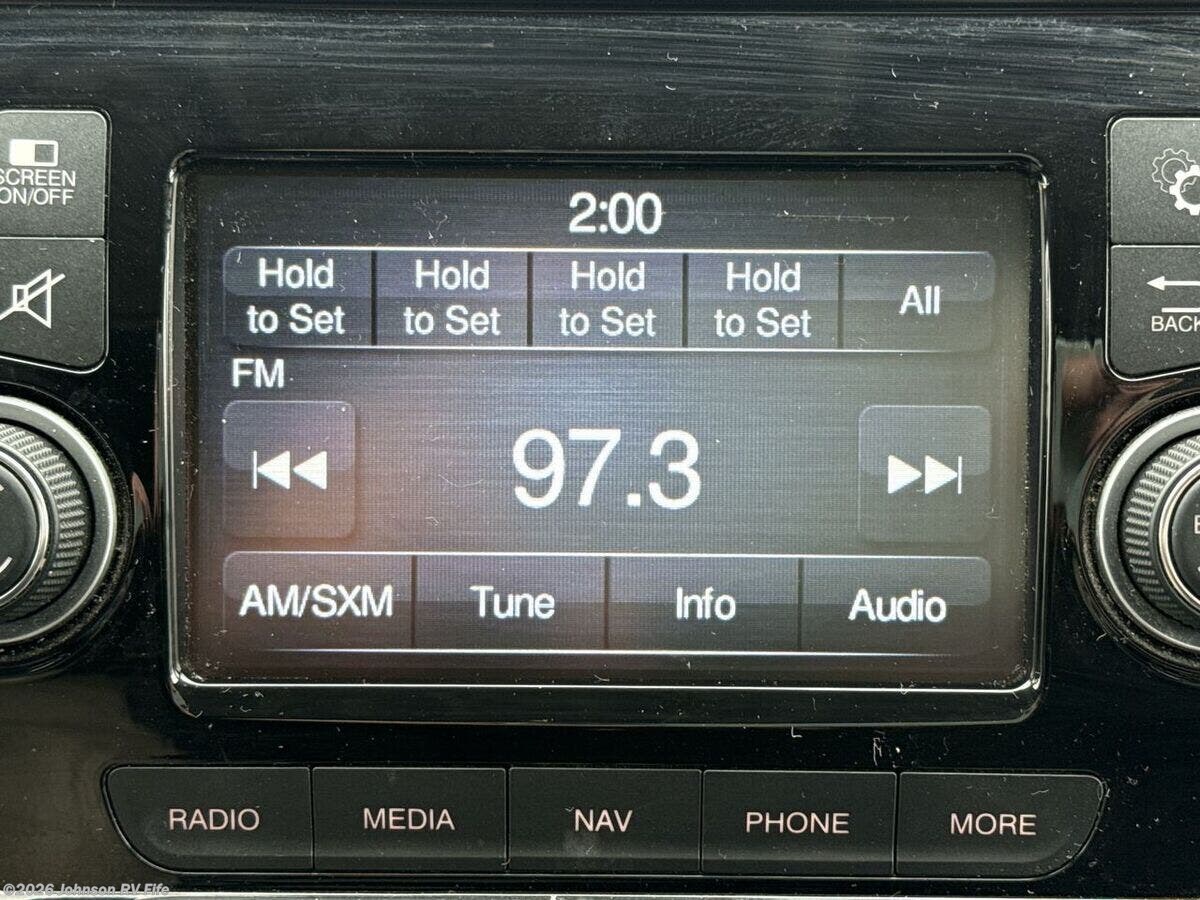 SCREEN
ON/OFF
2:00
Hold
to Set
Hold
to Set
Hold
to Set
Hold
to Set
All
BACK
FM
97.3
AM/SXM
Tune
Info
Audio
RADIO
MEDIA
NAV
PHONE
MORE
©2026 Johnson RV Fife